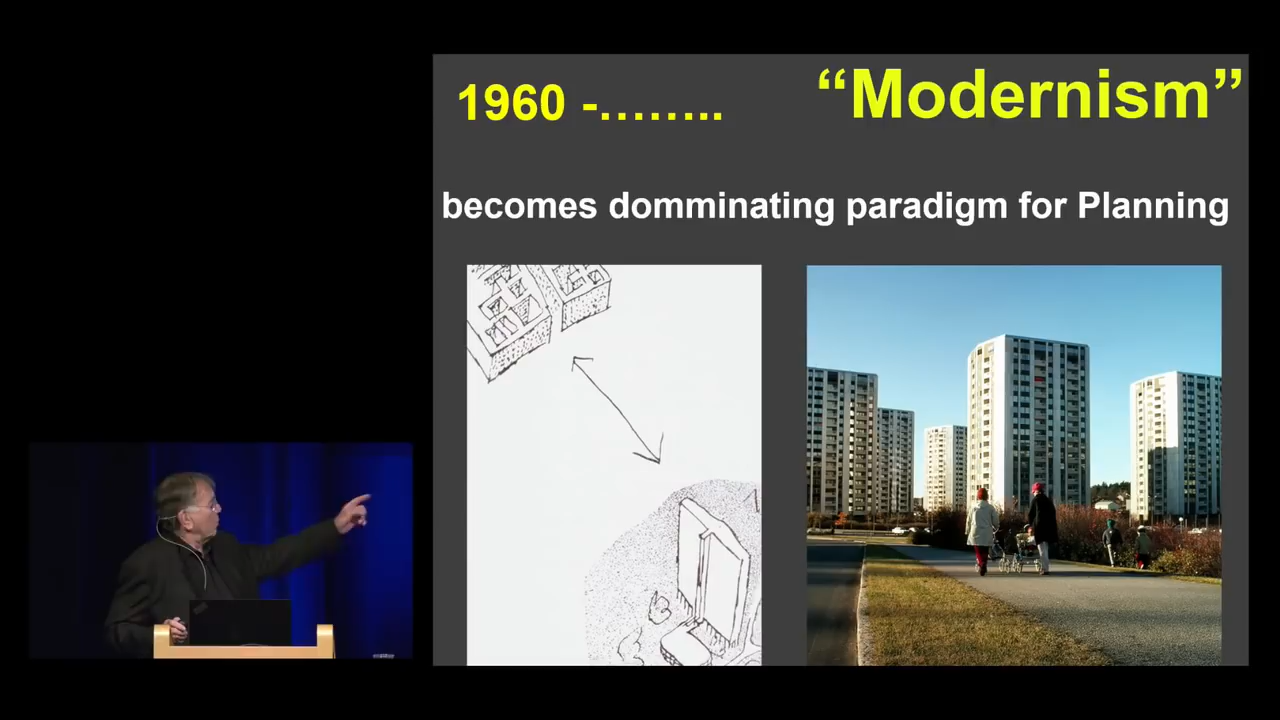 1960 -........ “Modernism”
becomes domminating paradigm for Planning